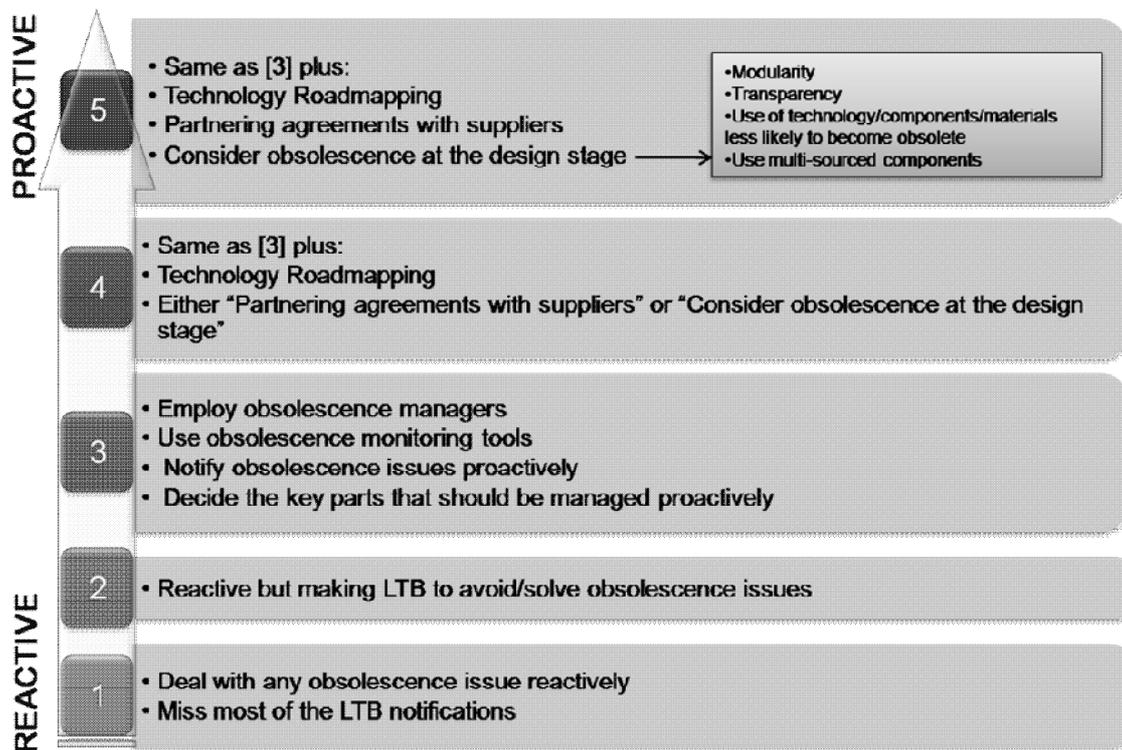 PROACTIVE
5
• Same as [3] plus:
• Technology Roadmapping
• Partnering agreements with suppliers
• Consider obsolescence at the design stage
•Modularity
•Transparency
•Use of technology/components/materials
less likely to become obsolete
•Use multi-sourced components
4
• Same as [3] plus:
• Technology Roadmapping
• Either “Partnering agreements with suppliers” or “Consider obsolescence at the design
stage”
3
• Employ obsolescence managers
• Use obsolescence monitoring tools
• Notify obsolescence issues proactively
• Decide the key parts that should be managed proactively
2
• Reactive but making LTB to avoid/solve obsolescence issues
REACTIVE
1
• Deal with any obsolescence issue reactively
• Miss most of the LTB notifications